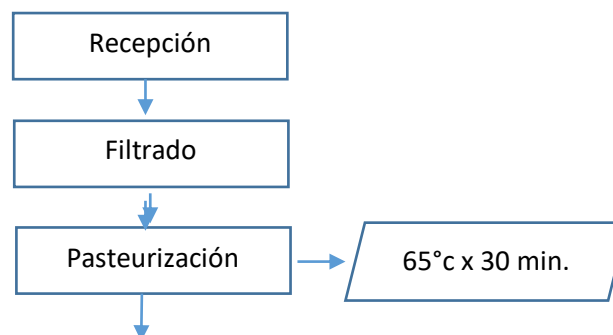 Recepción
Filtrado
Pasteurización
65°c x 30 min.